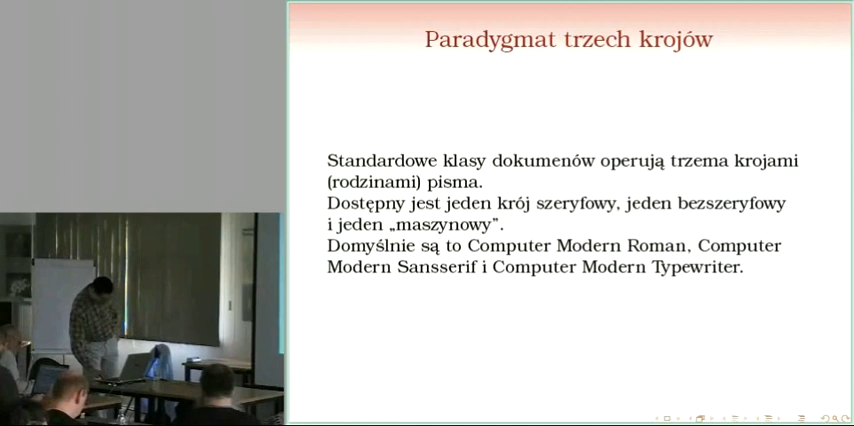 Paradygmat trzech krojów
Standardowe klasy dokumenów operują trzema krojami
(rodzinami) pisma.
Dostępny jest jeden krój szeryfowy, jeden bezszeryfowy
i jeden „maszynowy”.
Domyślnie są to Computer Modern Roman, Computer
Modern Sansserif i Computer Modern Typewriter.